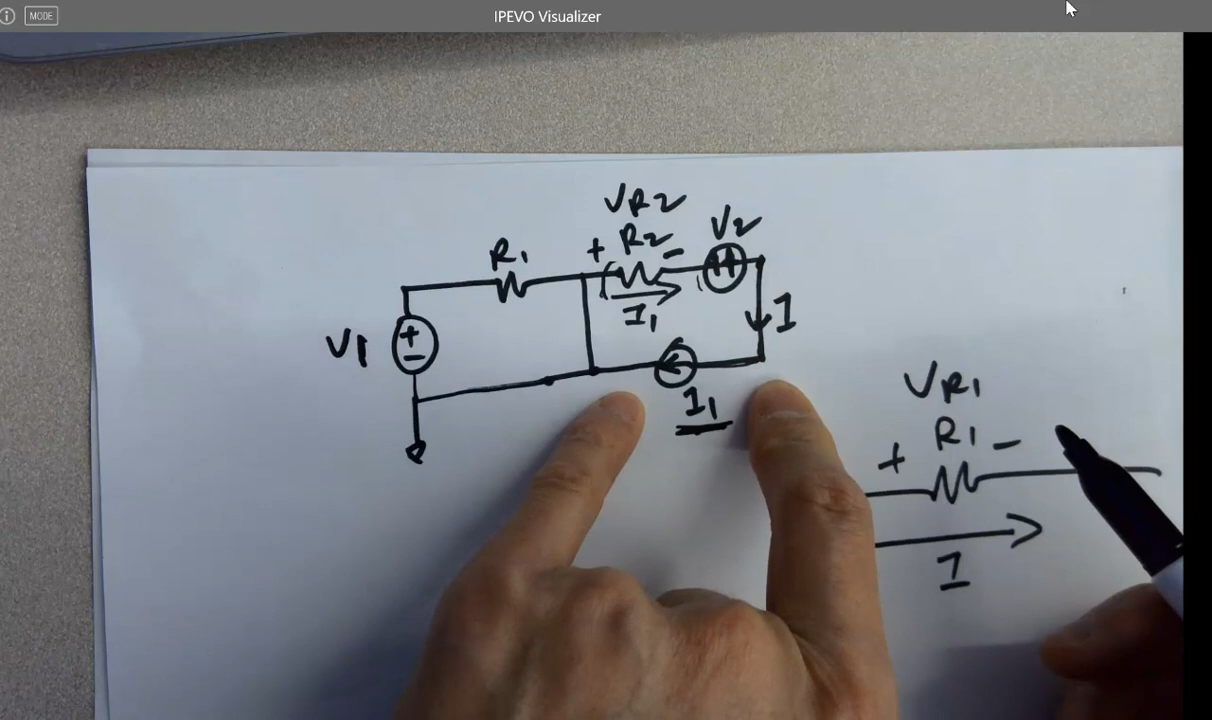 MODE
IPEVO Visualizer
VR2
R2
+ -
V2
R1
I1
I
V1
+
-
I1
VR1
R1
+ -
I